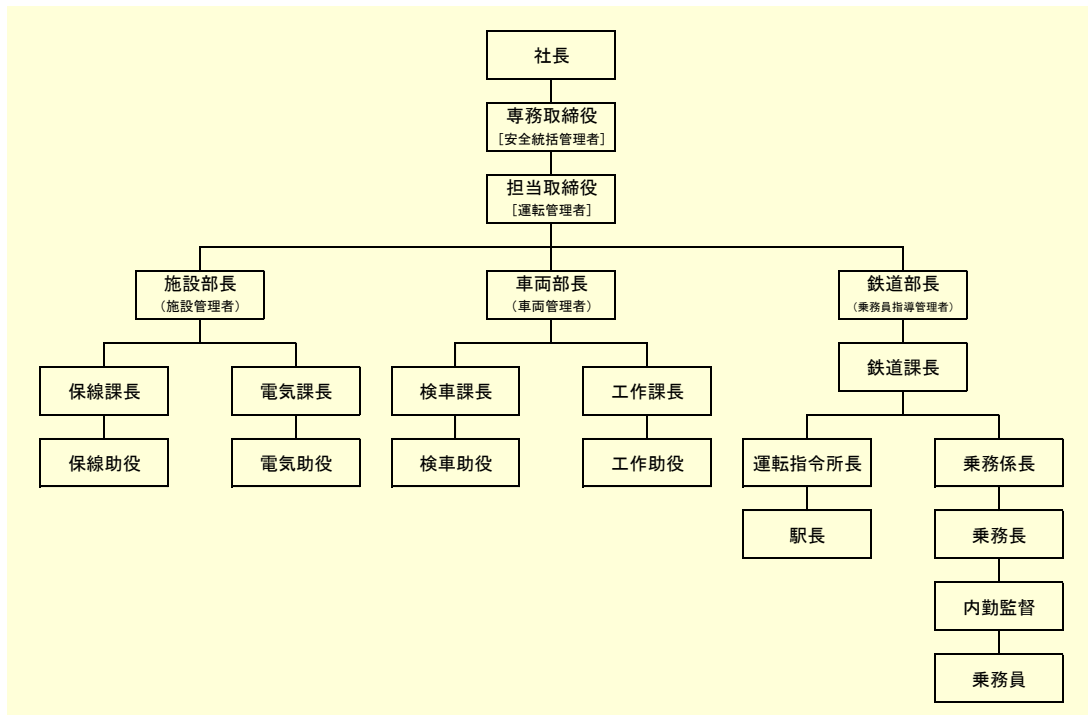 社長
専務取締役
[安全統括管理者]
担当取締役
[運転管理者]
施設部長
(施設管理者)
車両部長
(車両管理者)
鉄道部長
(乗務員指導管理者)
鉄道課長
保線課長
電気課長
検車課長
工作課長
保線助役
電気助役
検車助役
工作助役
運転指令所長
乗務係長
駅長
乗務長
内勤監督
乗務員